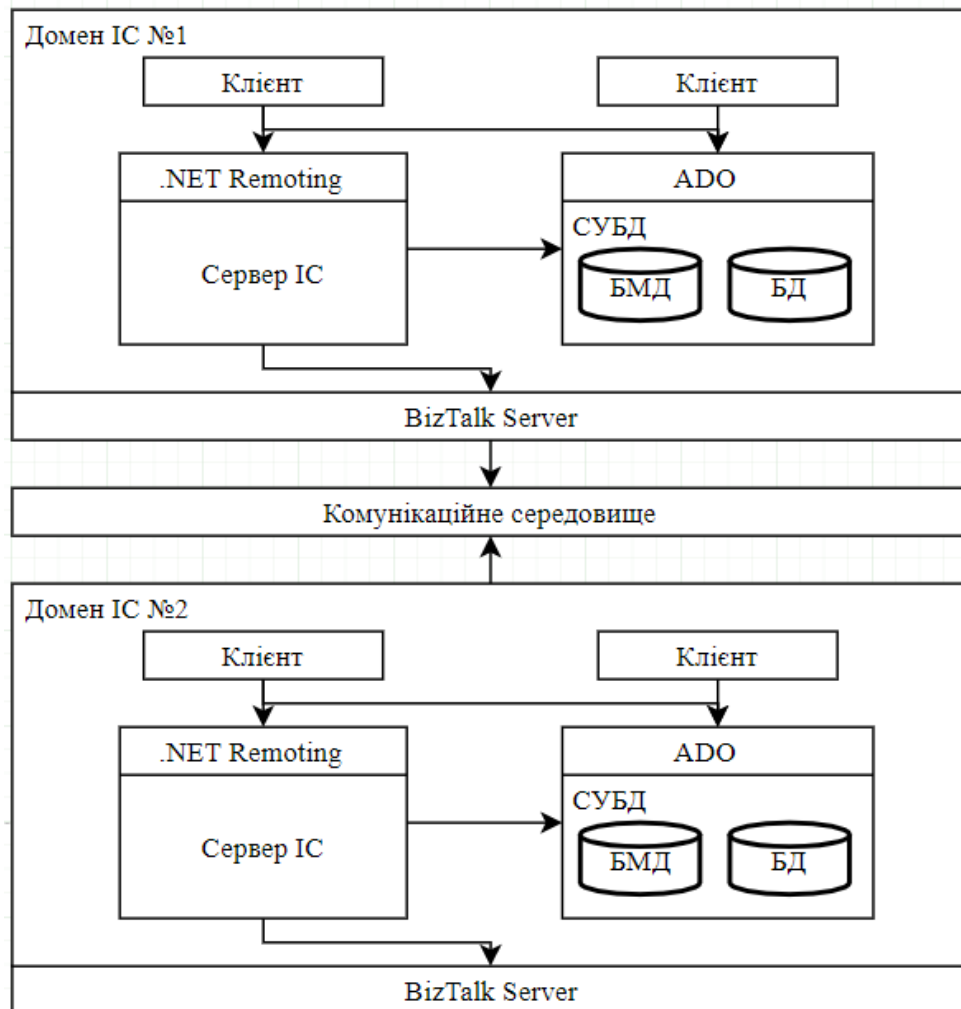 Домен ІС №1
Клієнт
Клієнт
.NET Remoting
ADO
Сервер ІС
СУБД
БМД
БД
BizTalk Server
Комунікаційне середовище
Домен ІС №2
Клієнт
Клієнт
.NET Remoting
ADO
Сервер ІС
СУБД
БМД
БД
BizTalk Server